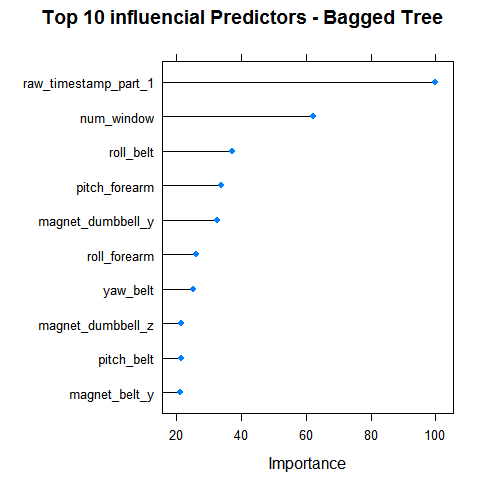 Top 10 influencial Predictors - Bagged Tree
raw_timestamp_part_1
num_window
roll_belt
pitch_forearm
magnet_dumbbell_y
roll_forearm
yaw_belt
magnet_dumbbell_z
pitch_belt
magnet_belt_y
20 40 60 80 100
Importance